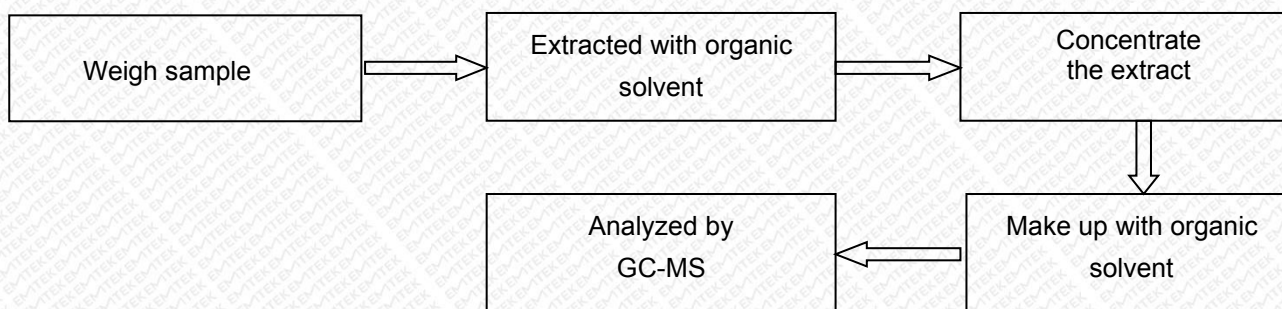 Weigh sample
Extracted with organic
solvent
Concentrate
the extract
Make up with organic
solvent
Analyzed by
GC-MS